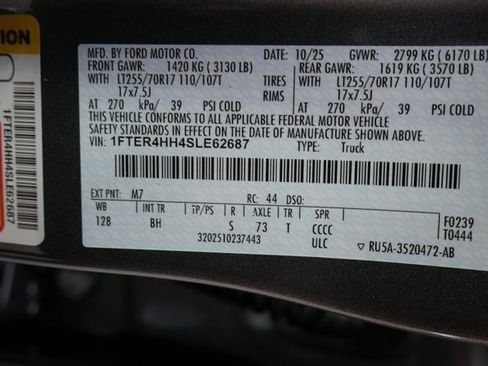 MFD. BY FORD MOTOR CO. 10/25 GVWR: 2799 KG (6170 LB)
FRONT GAWR: 1420 KG (3130 LB) REAR GAWR: 1619 KG (3570 LB)
WITH LT255/70R17 110/107T TIRES WITH LT255/70R17 110/107T
17x7.5J RIMS 17x7.5J
AT 270 kPa/ 39 PSI COLD AT 270 kPa/ 39 PSI COLD
THIS VEHICLE CONFORMS TO ALL APPLICABLE FEDERAL MOTOR VEHICLE
SAFETY STANDARDS IN EFFECT ON THE DATE OF MANUFACTURE SHOWN ABOVE.
VIN: 1FTER4HH4SLE62687 TYPE: Truck
EXT PNT: M7 RC: 44 DSO:
WB INT TR TP/PS R AXLE TR SPR F0239
128 BH S 73 T CCCC T0444
3202510237443 ULC RU5A-3520472-AB
1FTER4HH4SLE62687